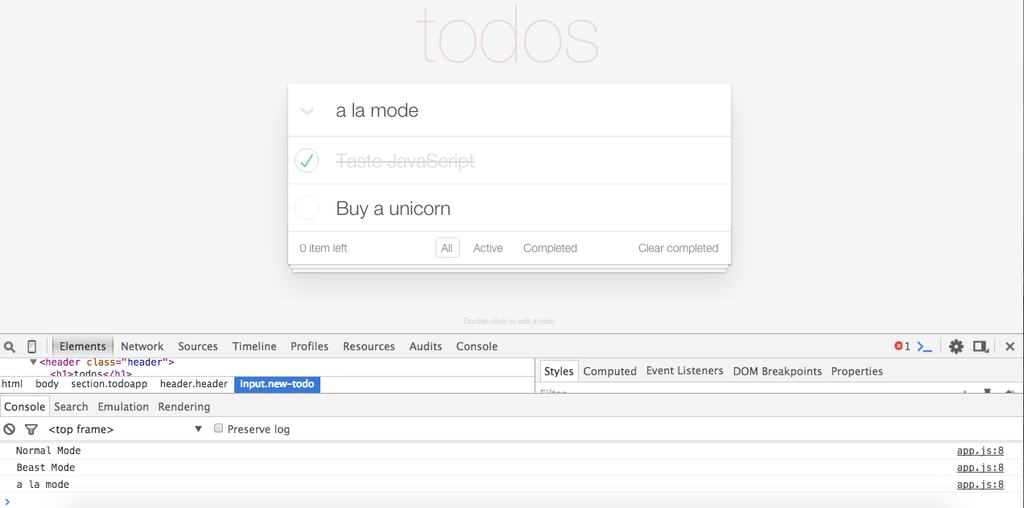 todos
a la mode
Taste JavaScript
Buy a unicorn
0 item left All Active Completed Clear completed
Double-click to edit a todo
Elements Network Sources Timeline Profiles Resources Audits Console 1
<header class="header">
<h1>todos</h1>
html body section.todoapp header.header input.new-todo
Styles Computed Event Listeners DOM Breakpoints Properties
Filter
Console Search Emulation Rendering
<top frame> Preserve log
Normal Mode app.js:8
Beast Mode app.js:8
a la mode app.js:8